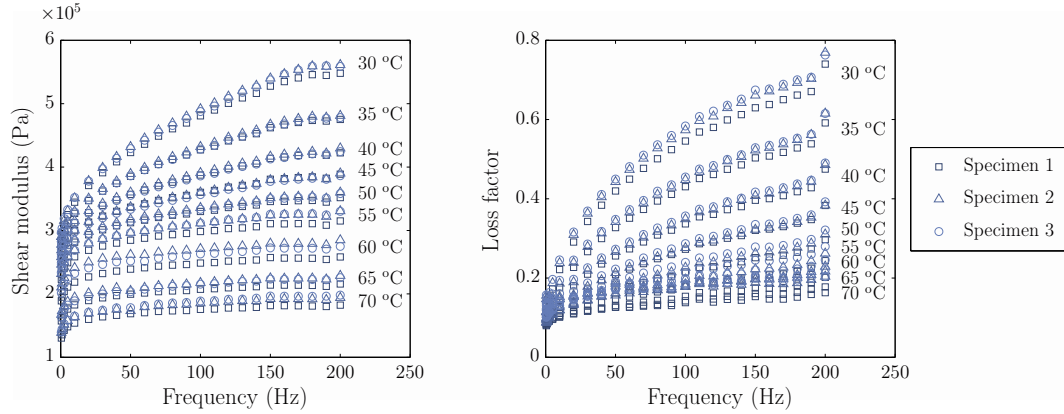 ×10⁵
6
5
4
3
2
1
0
50
100
150
200
250
Shear modulus (Pa)
Frequency (Hz)
30 ºC
35 ºC
40 ºC
45 ºC
50 ºC
55 ºC
60 ºC
65 ºC
70 ºC
0.8
0.6
0.4
0.2
0
0
50
100
150
200
250
Loss factor
Frequency (Hz)
30 ºC
35 ºC
40 ºC
45 ºC
50 ºC
55 ºC
60 ºC
65 ºC
70 ºC
Specimen 1
Specimen 2
Specimen 3